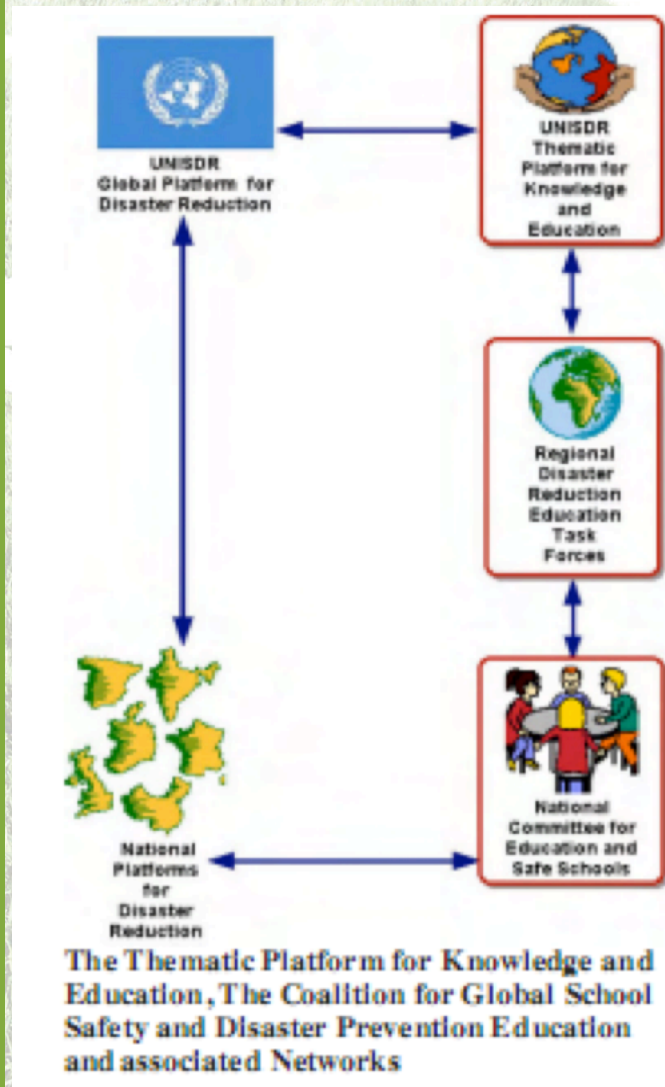 UNISDR
Global Platform for
Disaster Reduction
UNISDR
Thematic
Platform for
Knowledge
and
Education
Regional
Disaster
Reduction
Education
Task
Forces
National
Committee for
Education and
Safe Schools
National
Platforms
for
Disaster
Reduction
The Thematic Platform for Knowledge and
Education, The Coalition for Global School
Safety and Disaster Prevention Education
and associated Networks